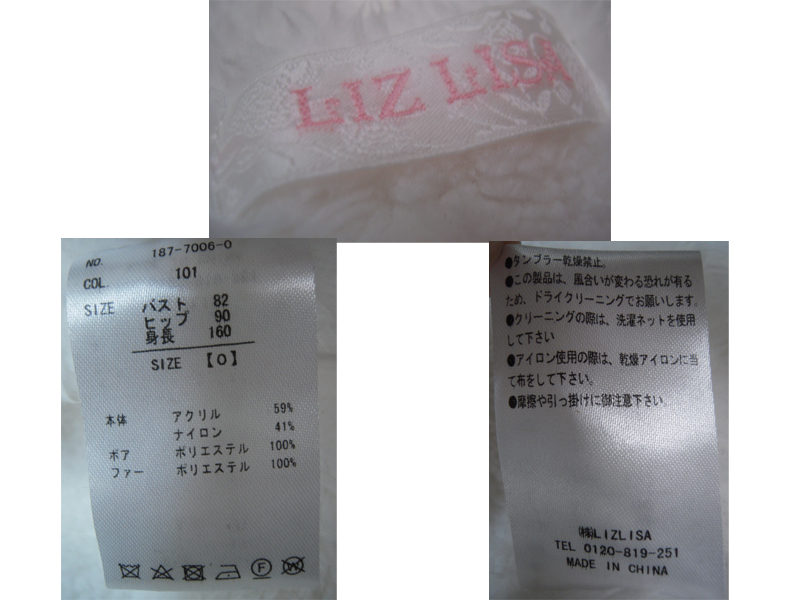 LIZ LISA
NO. 187-7006-0
COL. 101
SIZE バスト 82
ヒップ 90
身長 160
SIZE 【0】
本体 アクリル 59%
ナイロン 41%
ボア ポリエステル 100%
ファー ポリエステル 100%
F W
●タンブラー乾燥禁止。
●この製品は、風合いが変わる恐れが有る
ため、ドライクリーニングでお願いします。
●クリーニングの際は、洗濯ネットを使用
して下さい
●アイロン使用の際は、乾燥アイロンに当
て布をして下さい。
●摩擦や引っ掛けに御注意下さい。
㈱LIZLISA
TEL 0120-819-251
MADE IN CHINA